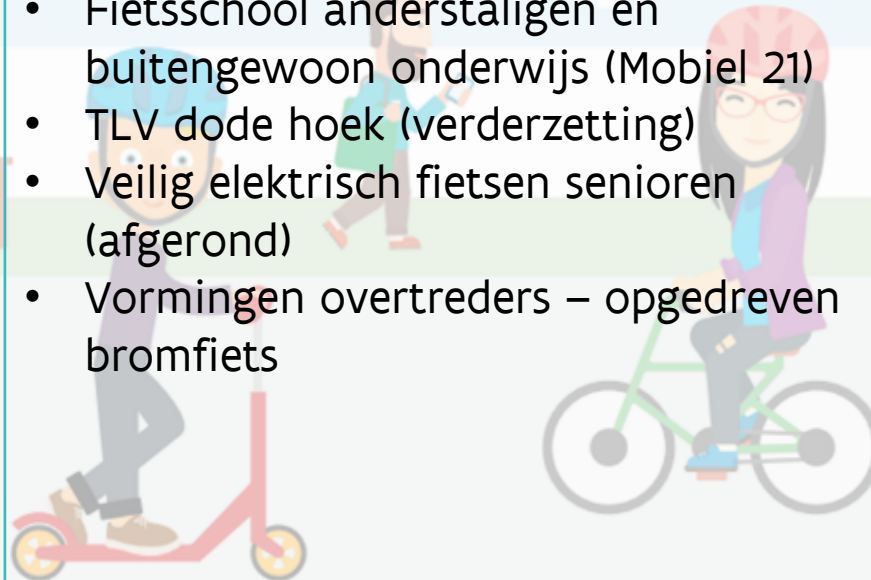 • Fietsschool anderstaligen en
buitengewoon onderwijs (Mobiel 21)
• TLV dode hoek (verderzetting)
• Veilig elektrisch fietsen senioren
(afgerond)
• Vormingen overtreders – opgedreven
bromfiets